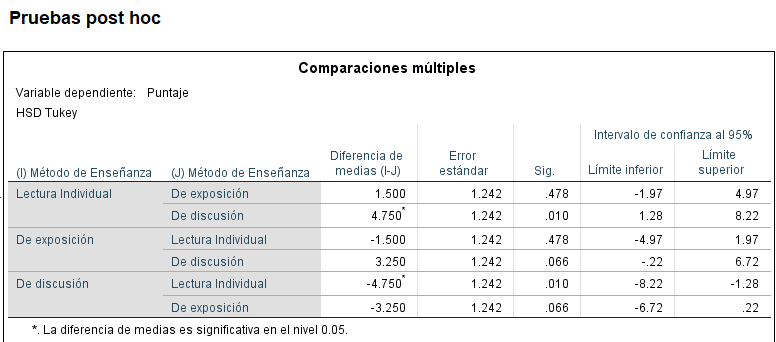 Pruebas post hoc
Comparaciones múltiples
Variable dependiente: Puntaje
HSD Tukey
Intervalo de confianza al 95%
(I) Método de Enseñanza (J) Método de Enseñanza Diferencia de medias (I-J) Error estándar Sig. Límite inferior Límite superior
Lectura Individual De exposición 1.500 1.242 .478 -1.97 4.97
De discusión 4.750* 1.242 .010 1.28 8.22
De exposición Lectura Individual -1.500 1.242 .478 -4.97 1.97
De discusión 3.250 1.242 .066 -.22 6.72
De discusión Lectura Individual -4.750* 1.242 .010 -8.22 -1.28
De exposición -3.250 1.242 .066 -6.72 .22
*. La diferencia de medias es significativa en el nivel 0.05.